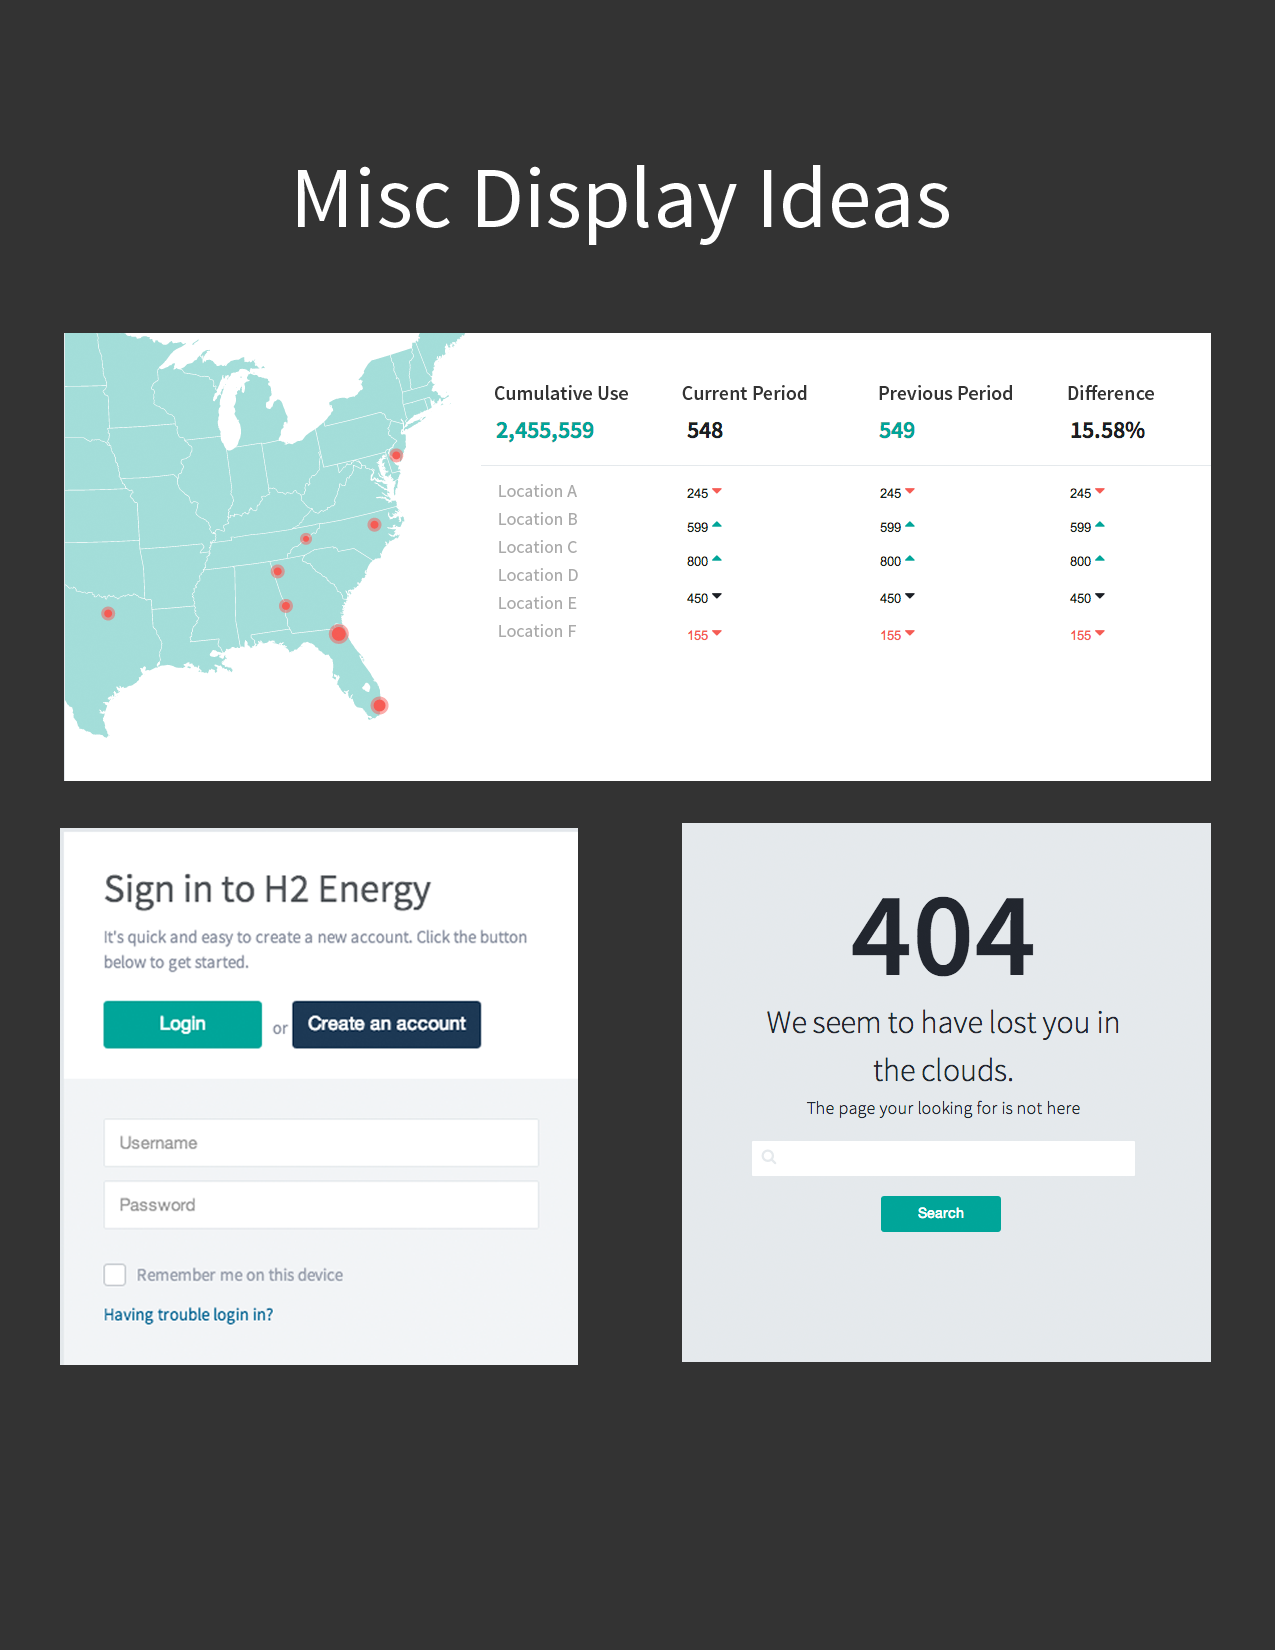 Misc Display Ideas
Cumulative Use Current Period Previous Period Difference
2,455,559 548 549 15.58%
Location A 245 245 245
Location B 599 599 599
Location C 800 800 800
Location D
Location E 450 450 450
Location F 155 155 155
Sign in to H2 Energy
It's quick and easy to create a new account. Click the button
below to get started.
Login or Create an account
Username
Password
Remember me on this device
Having trouble login in?
404
We seem to have lost you in
the clouds.
The page your looking for is not here
Search